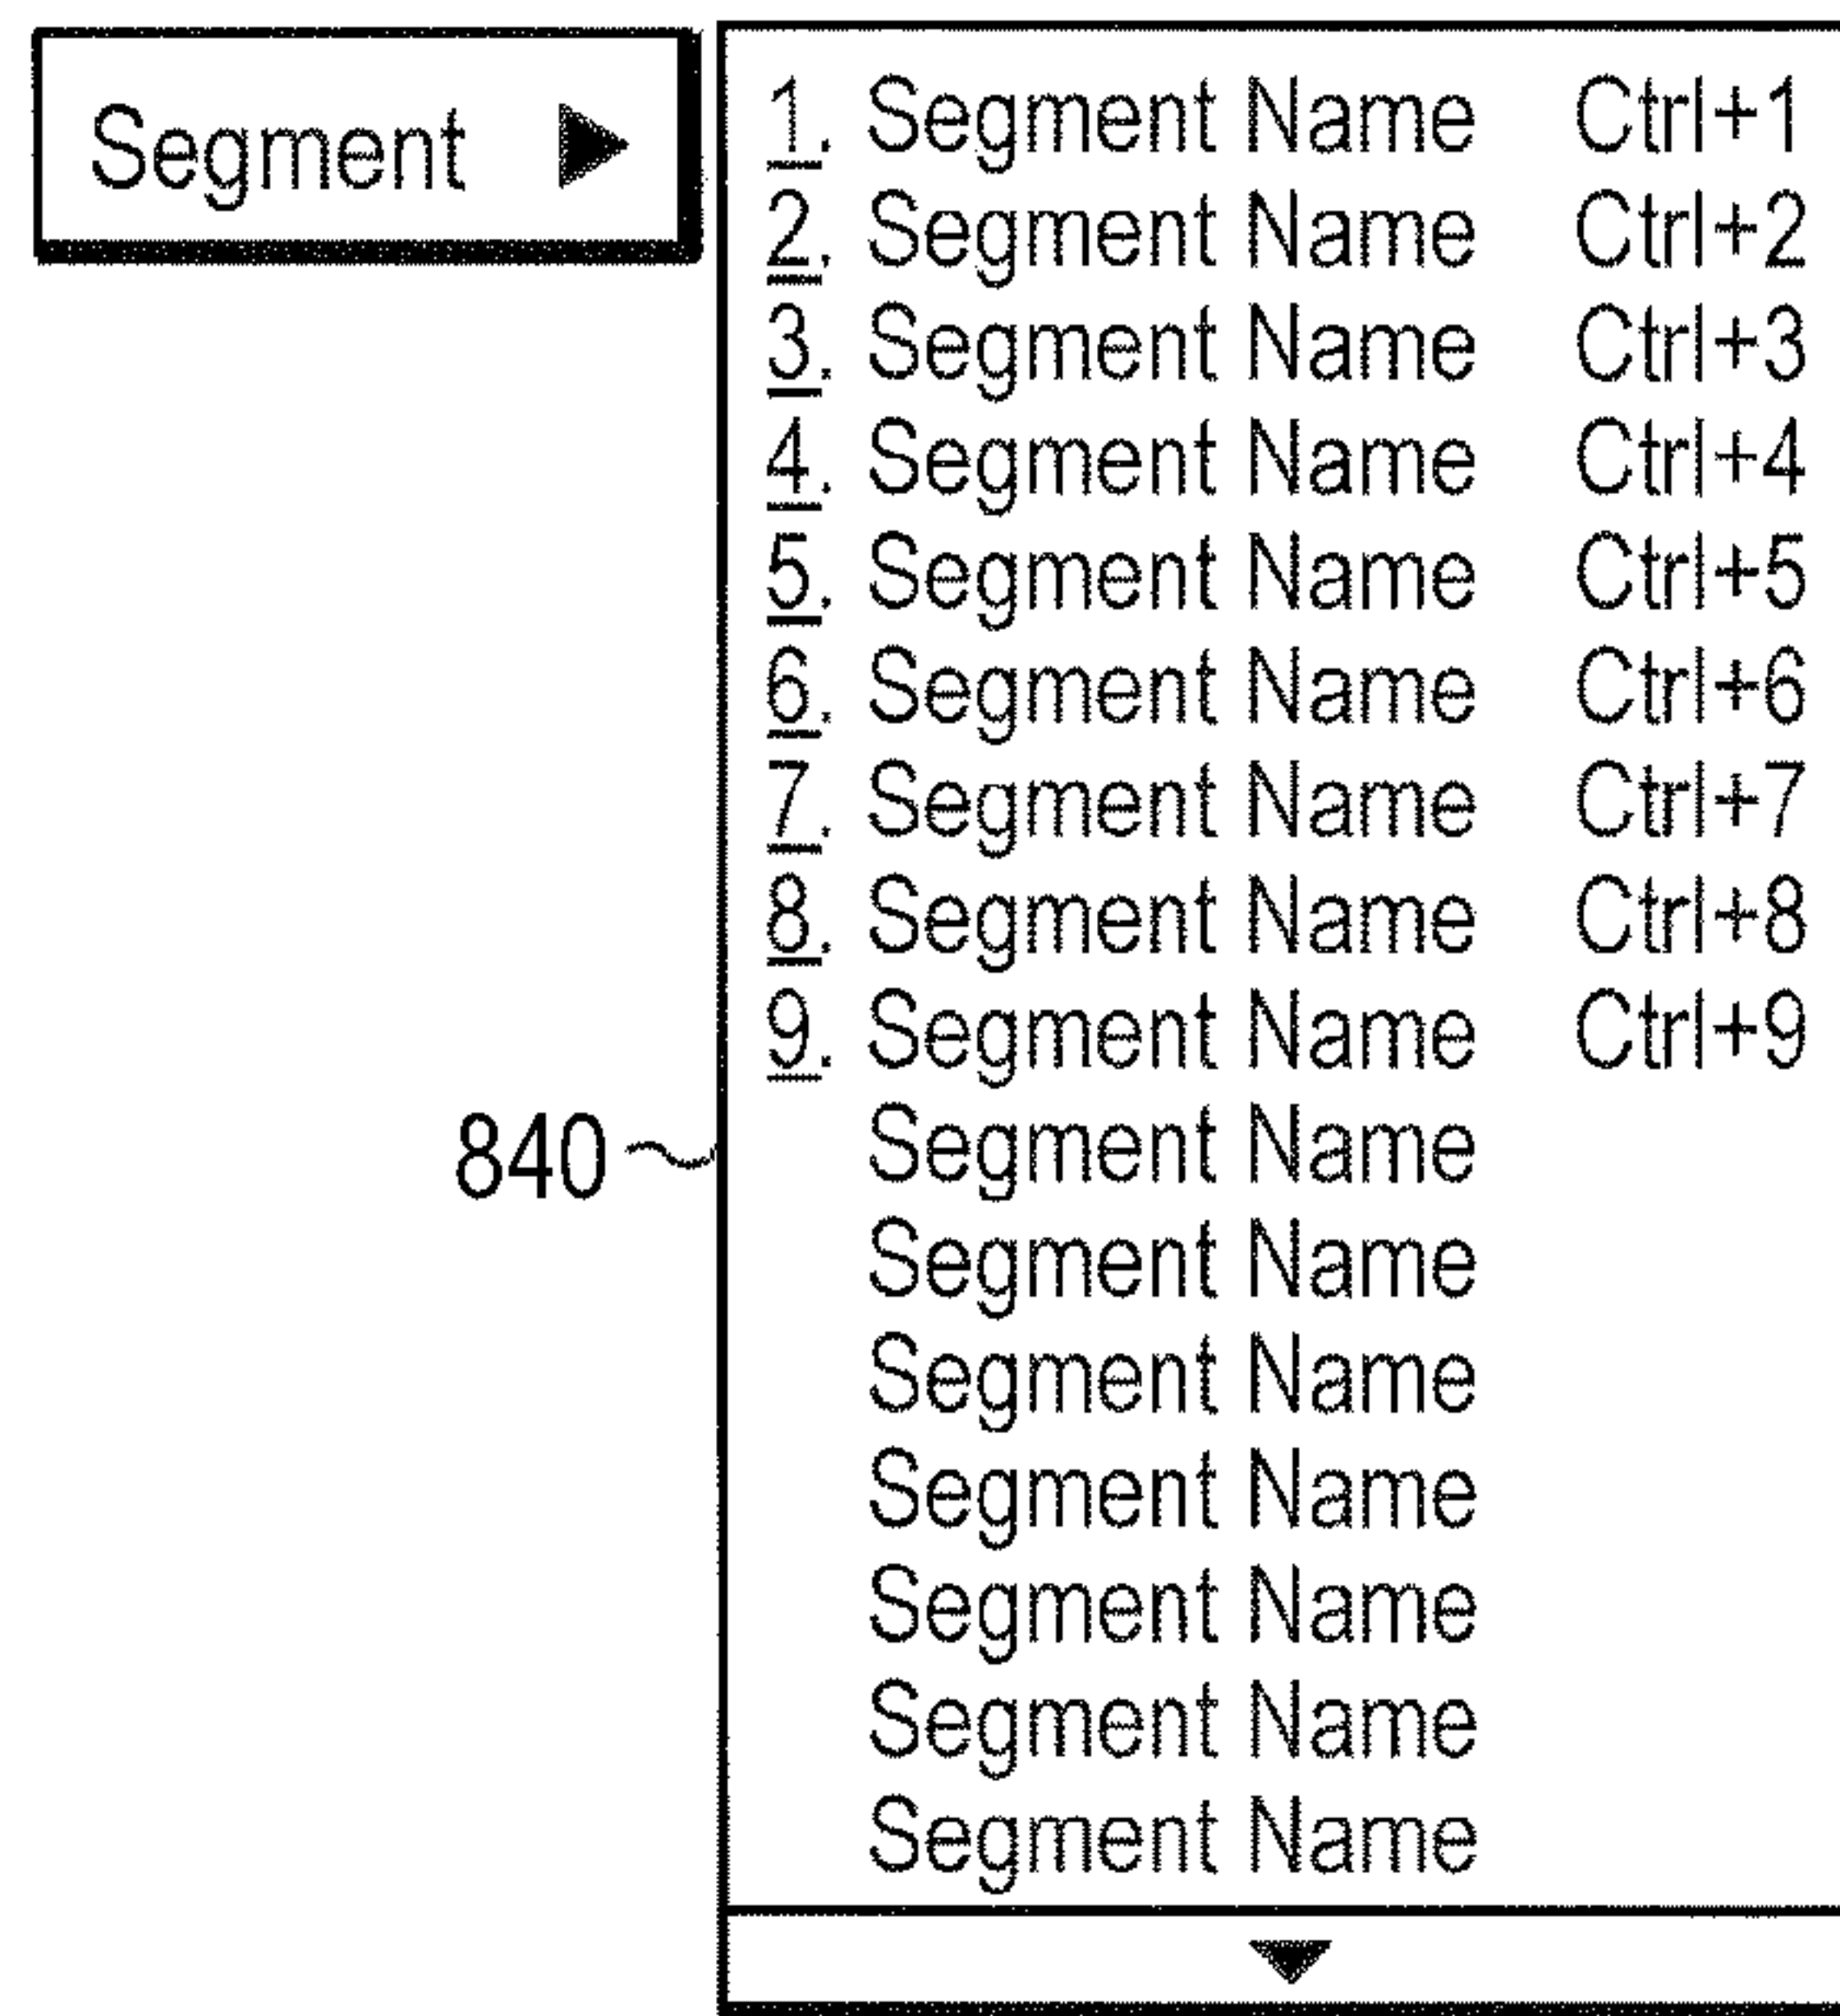 Segment
1. Segment Name Ctrl+1
2. Segment Name Ctrl+2
3. Segment Name Ctrl+3
4. Segment Name Ctrl+4
5. Segment Name Ctrl+5
6. Segment Name Ctrl+6
7. Segment Name Ctrl+7
8. Segment Name Ctrl+8
9. Segment Name Ctrl+9
840
Segment Name
Segment Name
Segment Name
Segment Name
Segment Name
Segment Name
Segment Name